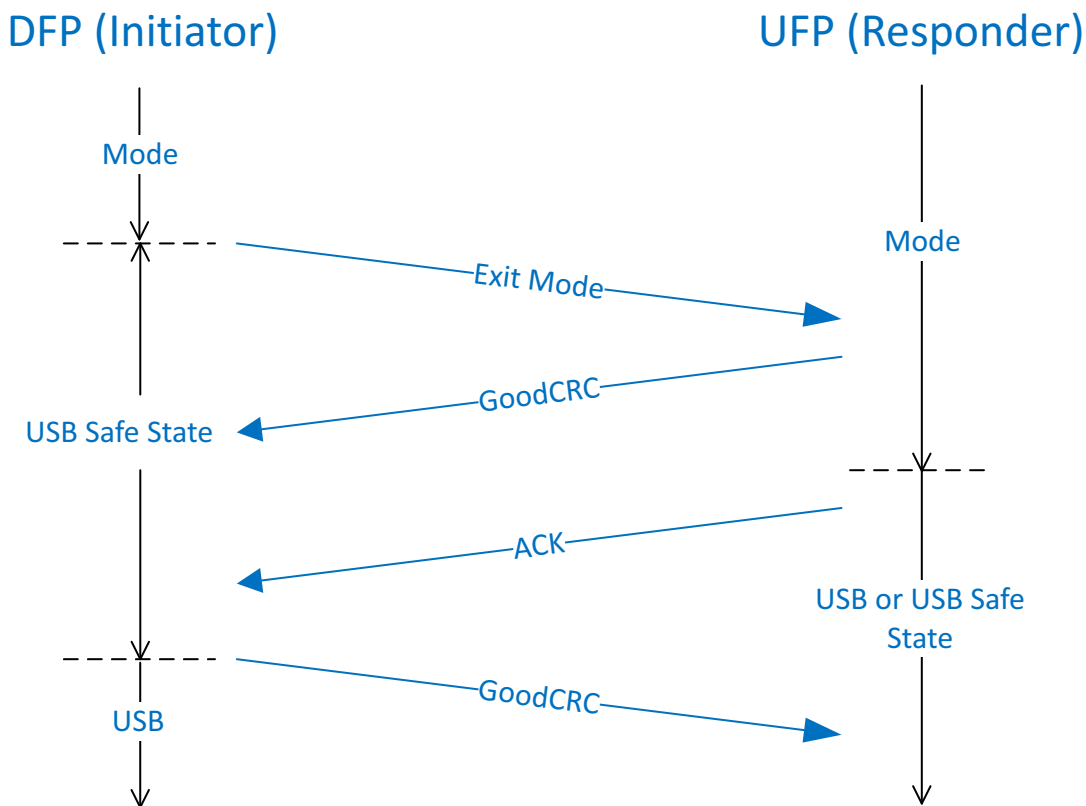 DFP (Initiator)
UFP (Responder)
Mode
Mode
Exit Mode
GoodCRC
USB Safe State
ACK
USB or USB Safe
State
GoodCRC
USB